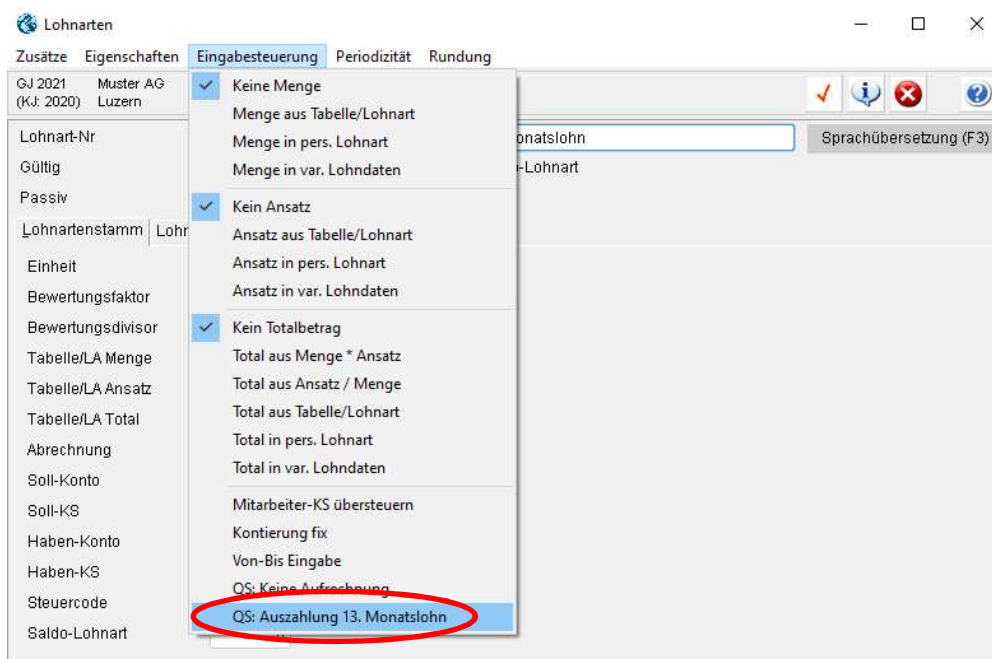 Lohnarten
Zusätze Eigenschaften Eingabesteuerung Periodizität Rundung
GJ 2021 Muster AG
(KJ: 2020) Luzern
Keine Menge
Menge aus Tabelle/Lohnart
Lohnart-Nr
Menge in pers. Lohnart
onatslohn
Sprachübersetzung (F3)
Gültig
Menge in var. Lohndaten
-Lohnart
Passiv
Kein Ansatz
Lohnartenstamm Lohr
Ansatz aus Tabelle/Lohnart
Einheit
Ansatz in pers. Lohnart
Bewertungsfaktor
Ansatz in var. Lohndaten
Bewertungsdivisor
Kein Totalbetrag
Tabelle/LA Menge
Total aus Menge * Ansatz
Tabelle/LA Ansatz
Total aus Ansatz / Menge
Tabelle/LA Total
Total aus Tabelle/Lohnart
Abrechnung
Total in pers. Lohnart
Soll-Konto
Total in var. Lohndaten
Soll-KS
Mitarbeiter-KS übersteuern
Haben-Konto
Kontierung fix
Haben-KS
Von-Bis Eingabe
Steuercode
QS: Keine Aufrechnung
QS: Auszahlung 13. Monatslohn
Saldo-Lohnart